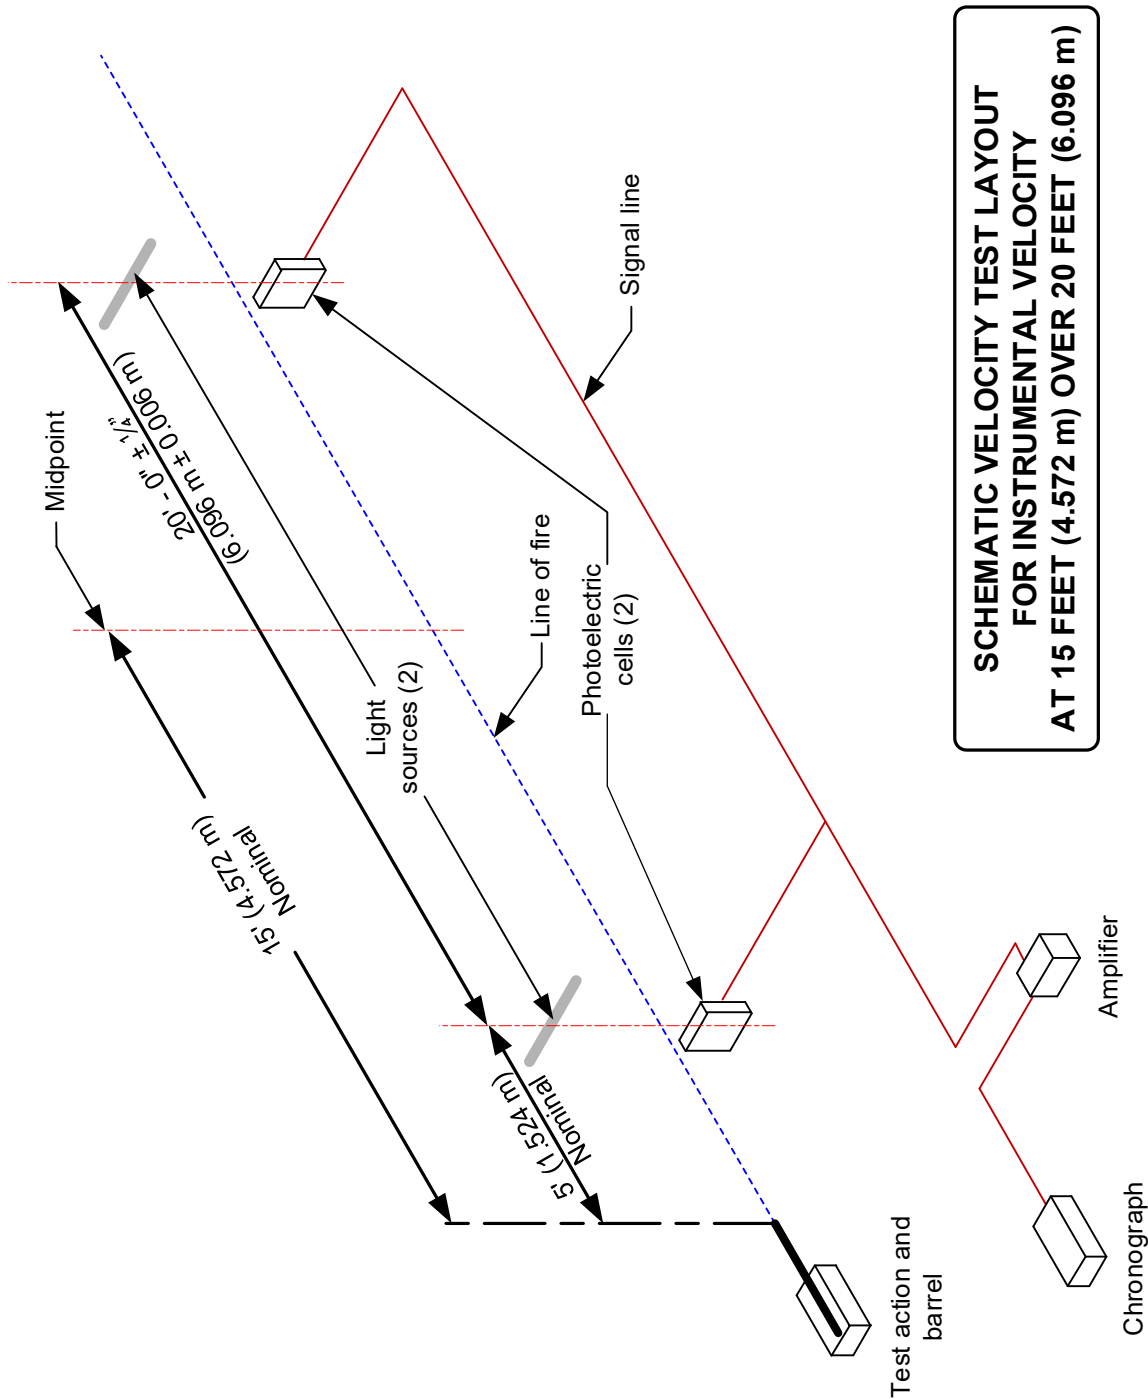 Midpoint
20' - 0" ± ¼"
(6.096 m ± 0.006 m)
15' (4.572 m)
Nominal
Light
sources (2)
5' (1.524 m)
Nominal
Line of fire
Photoelectric
cells (2)
Signal line
Test action and
barrel
Amplifier
Chronograph
SCHEMATIC VELOCITY TEST LAYOUT
FOR INSTRUMENTAL VELOCITY
AT 15 FEET (4.572 m) OVER 20 FEET (6.096 m)